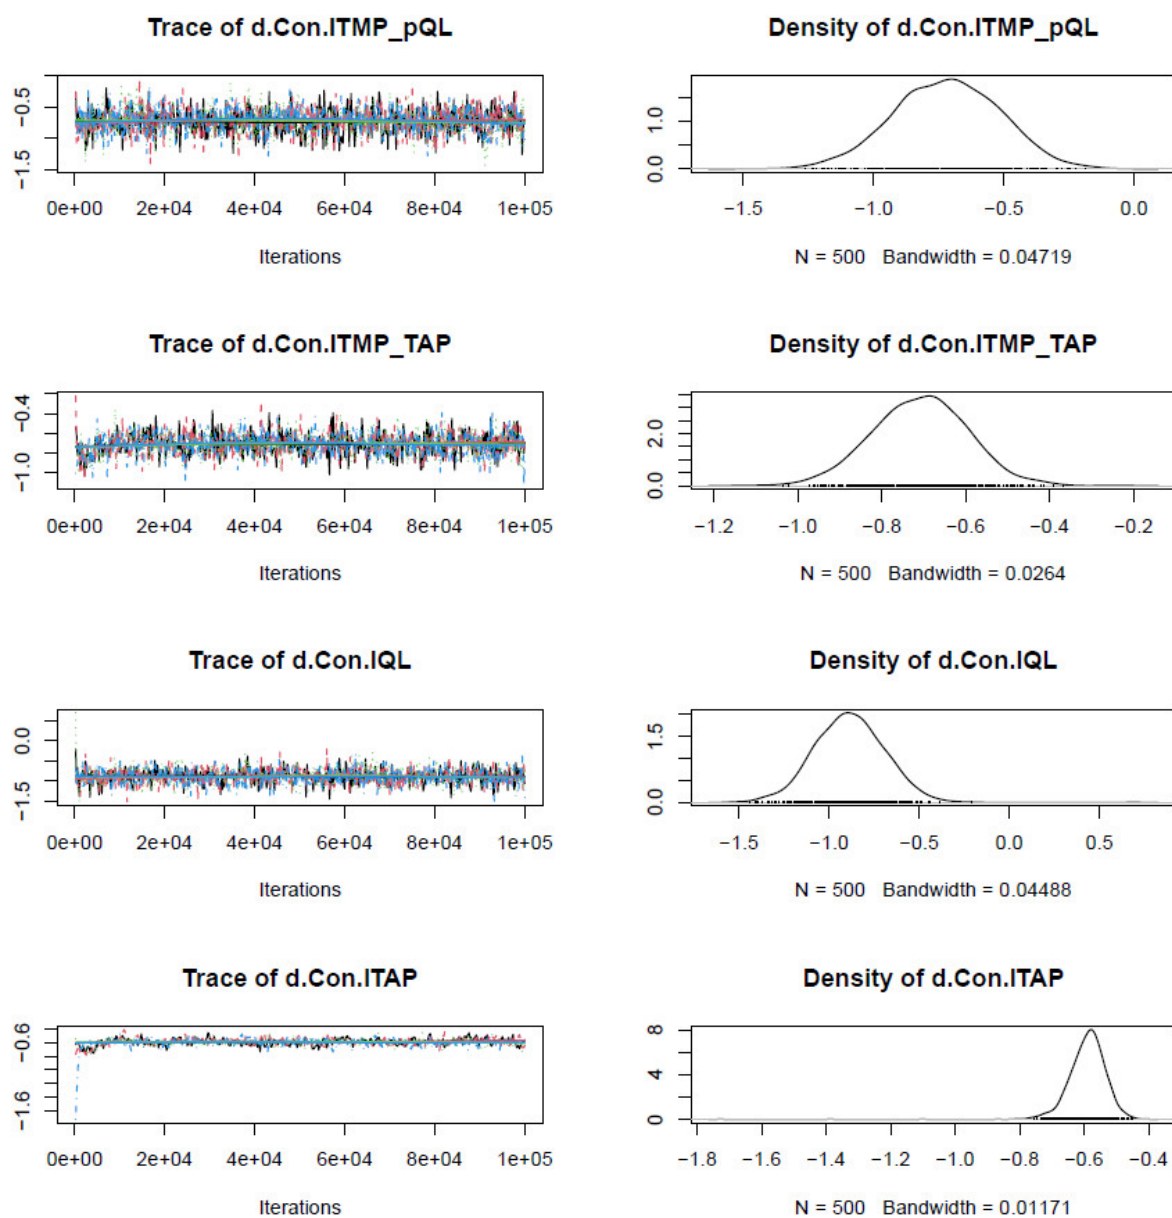 Trace of d.Con.ITMP_pQL
Density of d.Con.ITMP_pQL
−0.5
−1.5
0e+00 2e+04 4e+04 6e+04 8e+04 1e+05
Iterations
1.0
0.0
−1.5 −1.0 −0.5 0.0
N = 500 Bandwidth = 0.04719
Trace of d.Con.ITMP_TAP
Density of d.Con.ITMP_TAP
−0.4
−1.0
0e+00 2e+04 4e+04 6e+04 8e+04 1e+05
Iterations
2.0
0.0
−1.2 −1.0 −0.8 −0.6 −0.4 −0.2
N = 500 Bandwidth = 0.0264
Trace of d.Con.IQL
Density of d.Con.IQL
0.0
−1.5
0e+00 2e+04 4e+04 6e+04 8e+04 1e+05
Iterations
1.5
0.0
−1.5 −1.0 −0.5 0.0 0.5
N = 500 Bandwidth = 0.04488
Trace of d.Con.ITAP
Density of d.Con.ITAP
−0.6
−1.6
0e+00 2e+04 4e+04 6e+04 8e+04 1e+05
Iterations
8
4
0
−1.8 −1.6 −1.4 −1.2 −1.0 −0.8 −0.6 −0.4
N = 500 Bandwidth = 0.01171